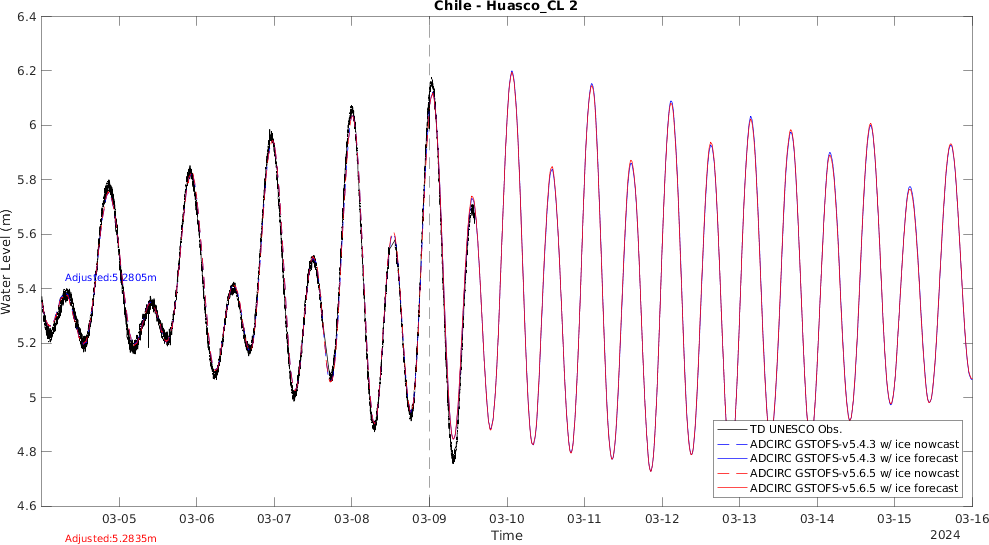 Chile - Huasco_CL 2
6.4
6.2
6
5.8
5.6
5.4
5.2
5
4.8
4.6
Water Level (m)
Adjusted:5.2805m
TD UNESCO Obs.
ADCIRC GSTOFS-v5.4.3 w/ ice nowcast
ADCIRC GSTOFS-v5.4.3 w/ ice forecast
ADCIRC GSTOFS-v5.6.5 w/ ice nowcast
ADCIRC GSTOFS-v5.6.5 w/ ice forecast
03-05 03-06 03-07 03-08 03-09 03-10 03-11 03-12 03-13 03-14 03-15 03-16
Time
2024
Adjusted:5.2835m